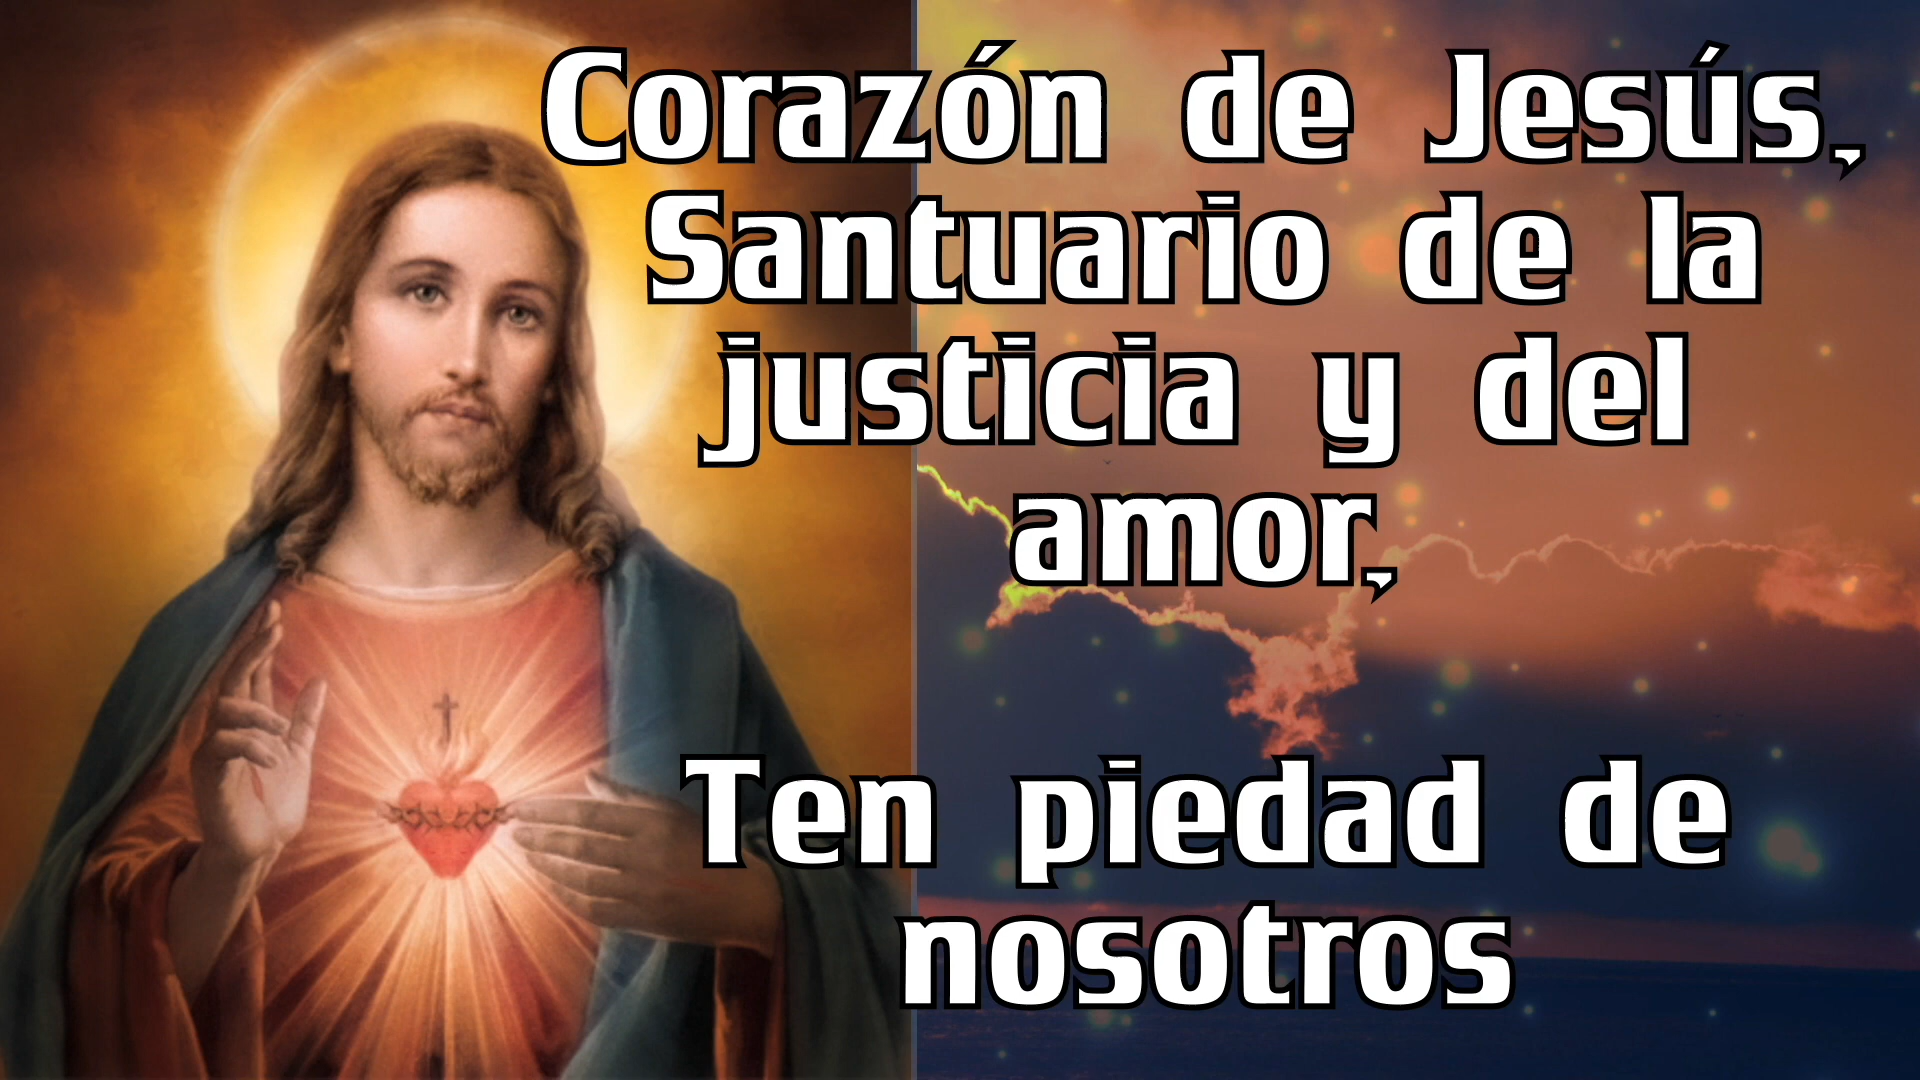 Corazón de Jesús,
Santuario de la
justicia y del
amor,
Ten piedad de
nosotros